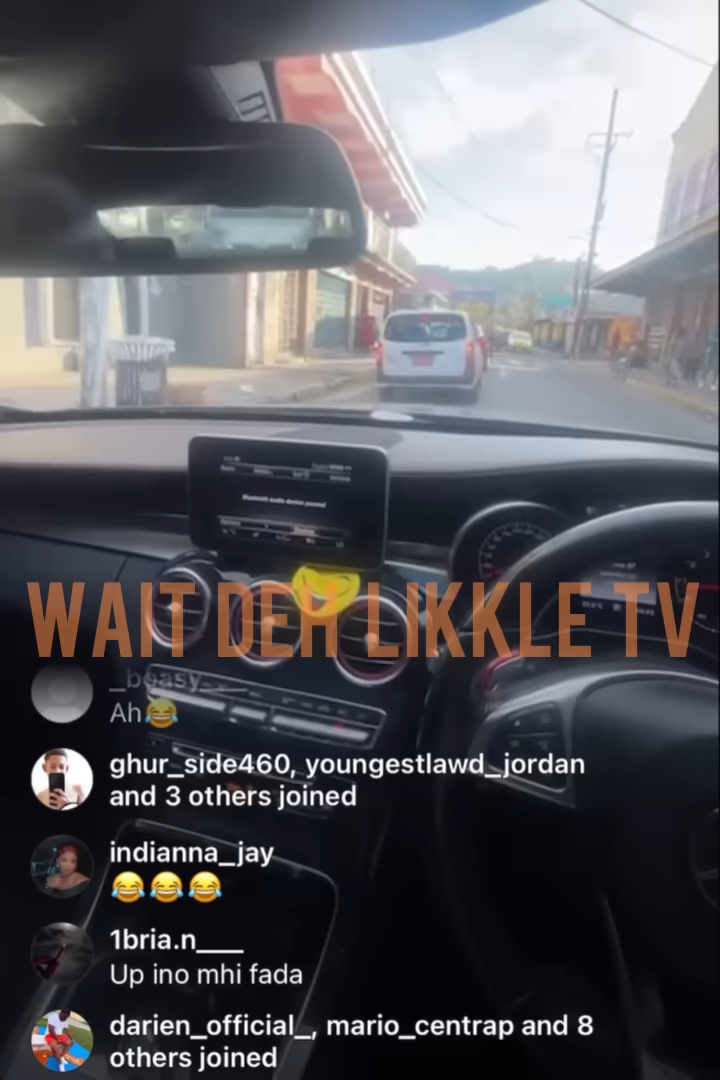 WAIT DEH LIKKLE TV
_boasy___
Ah😂
ghur_side460, youngestlawd_jordan
and 3 others joined
indianna_jay
😂😂😂
1bria.n___
Up ino mhi fada
darien_official_, mario_centrap and 8
others joined